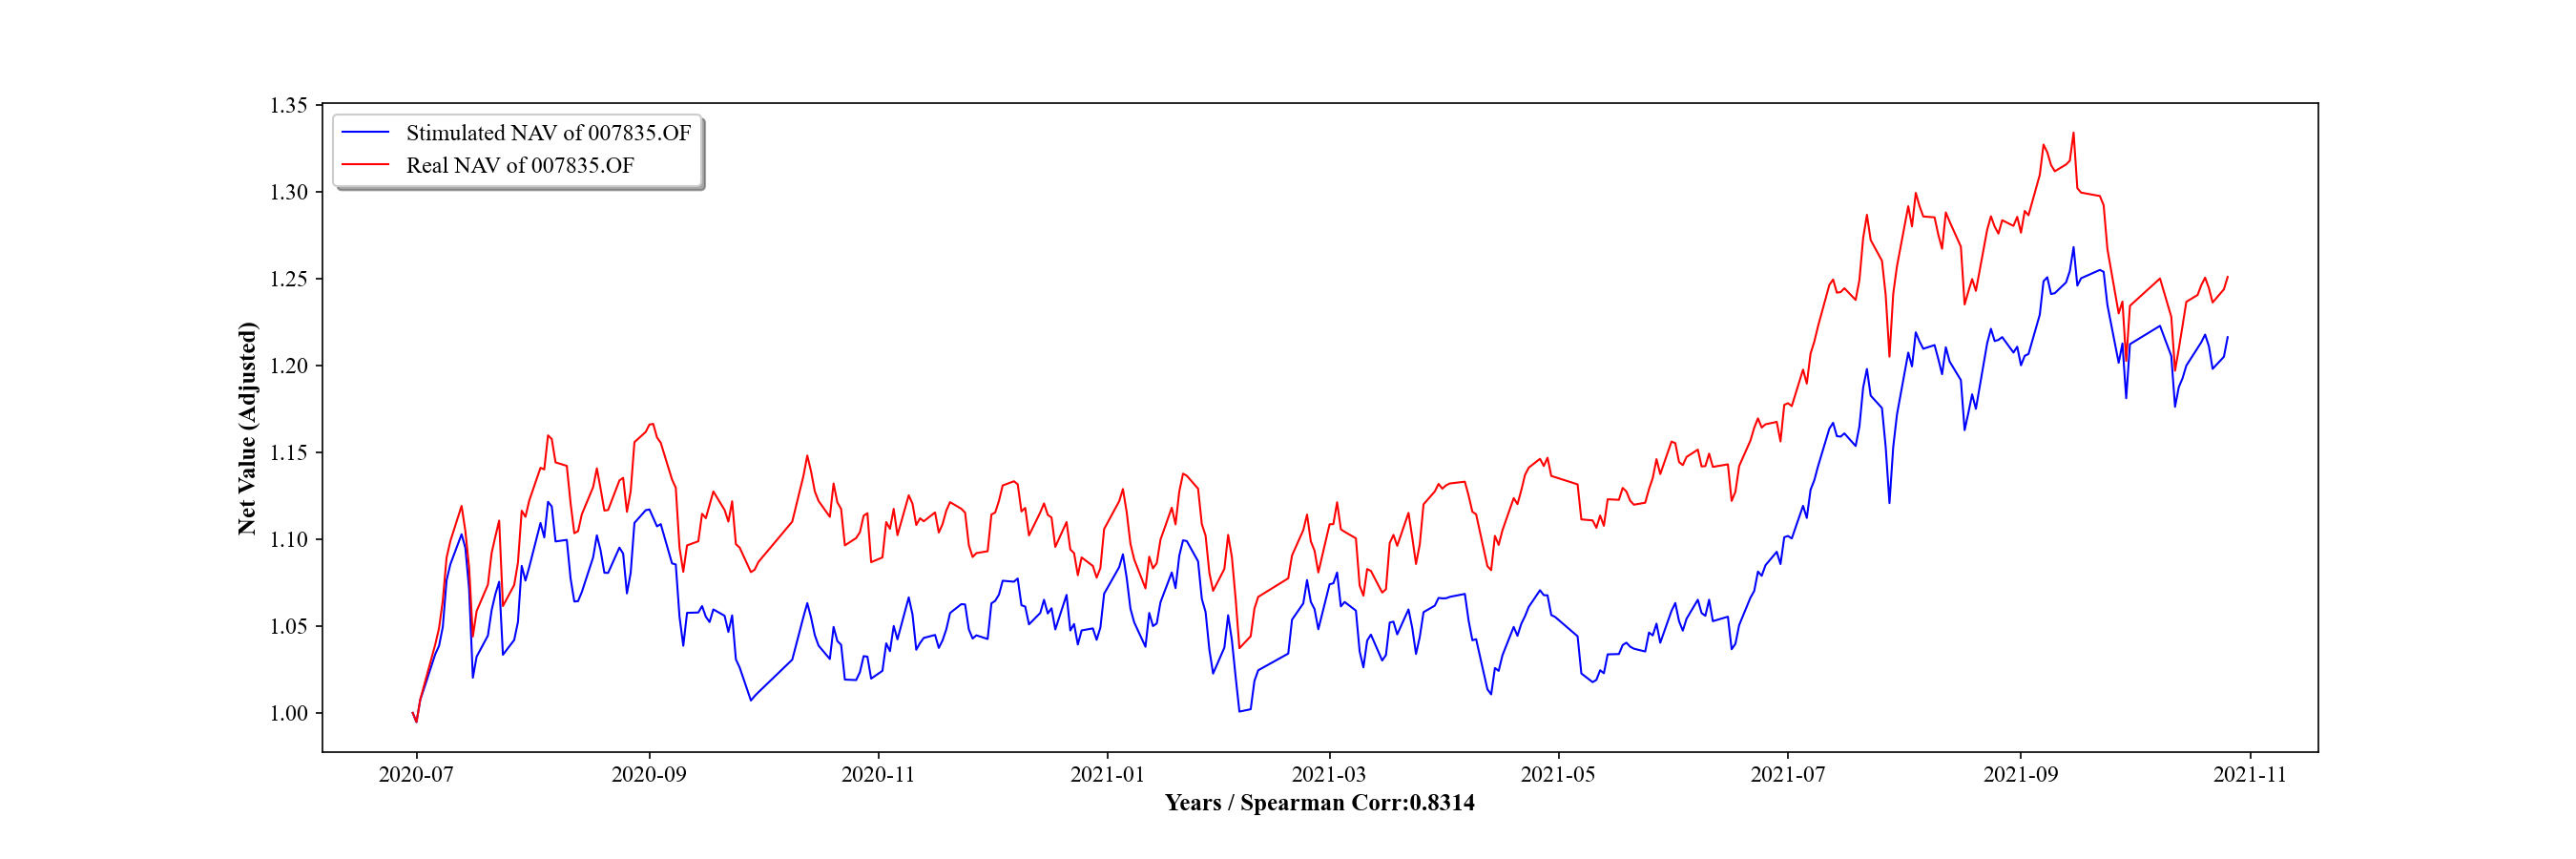 1.35
1.30
1.25
1.20
1.15
1.10
1.05
1.00
Net Value (Adjusted)
Stimulated NAV of 007835.OF
Real NAV of 007835.OF
2020-07 2020-09 2020-11 2021-01 2021-03 2021-05 2021-07 2021-09 2021-11
Years / Spearman Corr:0.8314